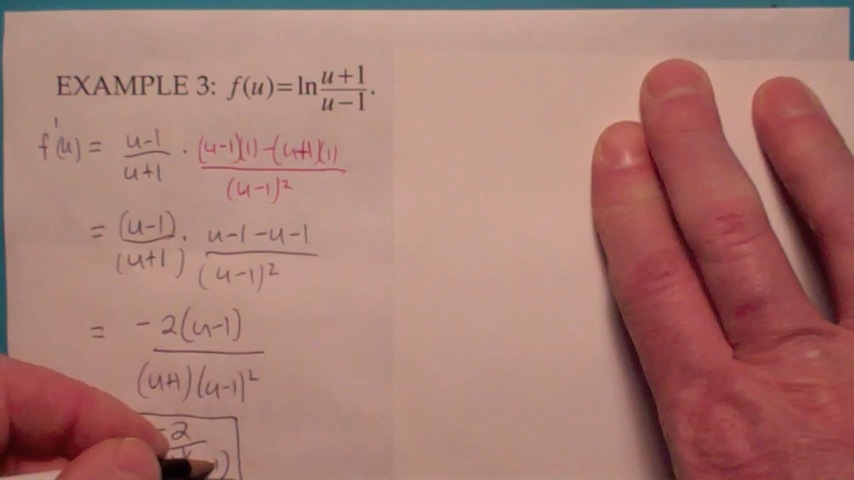 EXAMPLE 3: f(u)=ln u+1/u−1.
f'(u) = u-1/u+1 · (u-1)(1)-(u+1)(1)/(u-1)²
= (u-1)/(u+1) · u-1-u-1/(u-1)²
= -2(u-1)/(u+1)(u-1)²
-2